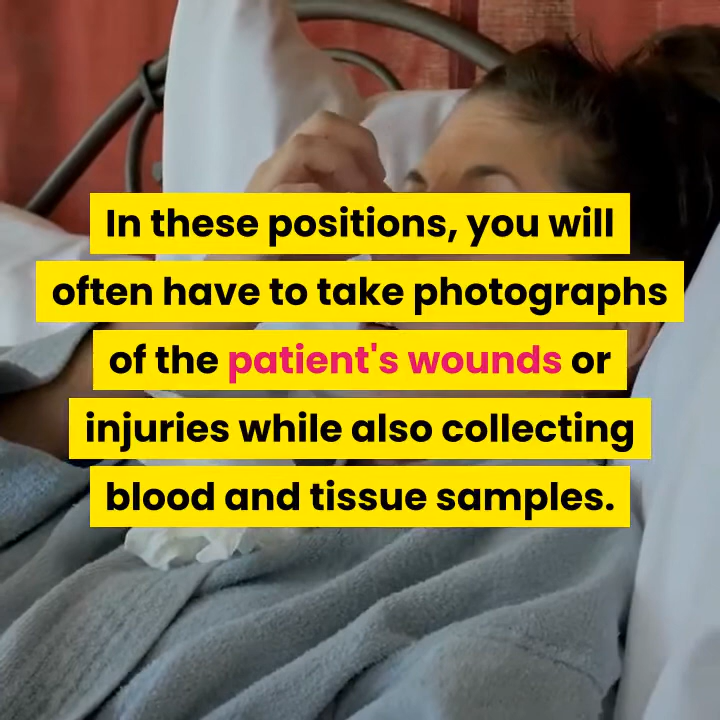 In these positions, you will
often have to take photographs
of the patient's wounds or
injuries while also collecting
blood and tissue samples.